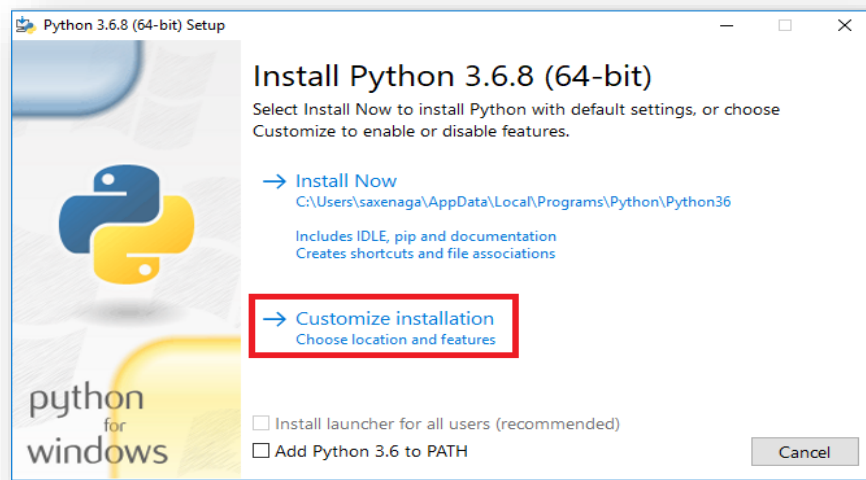 Python 3.6.8 (64-bit) Setup
Install Python 3.6.8 (64-bit)
Select Install Now to install Python with default settings, or choose
Customize to enable or disable features.
Install Now
C:\Users\saxenaga\AppData\Local\Programs\Python\Python36
Includes IDLE, pip and documentation
Creates shortcuts and file associations
Customize installation
Choose location and features
python
for
windows
Install launcher for all users (recommended)
Add Python 3.6 to PATH
Cancel